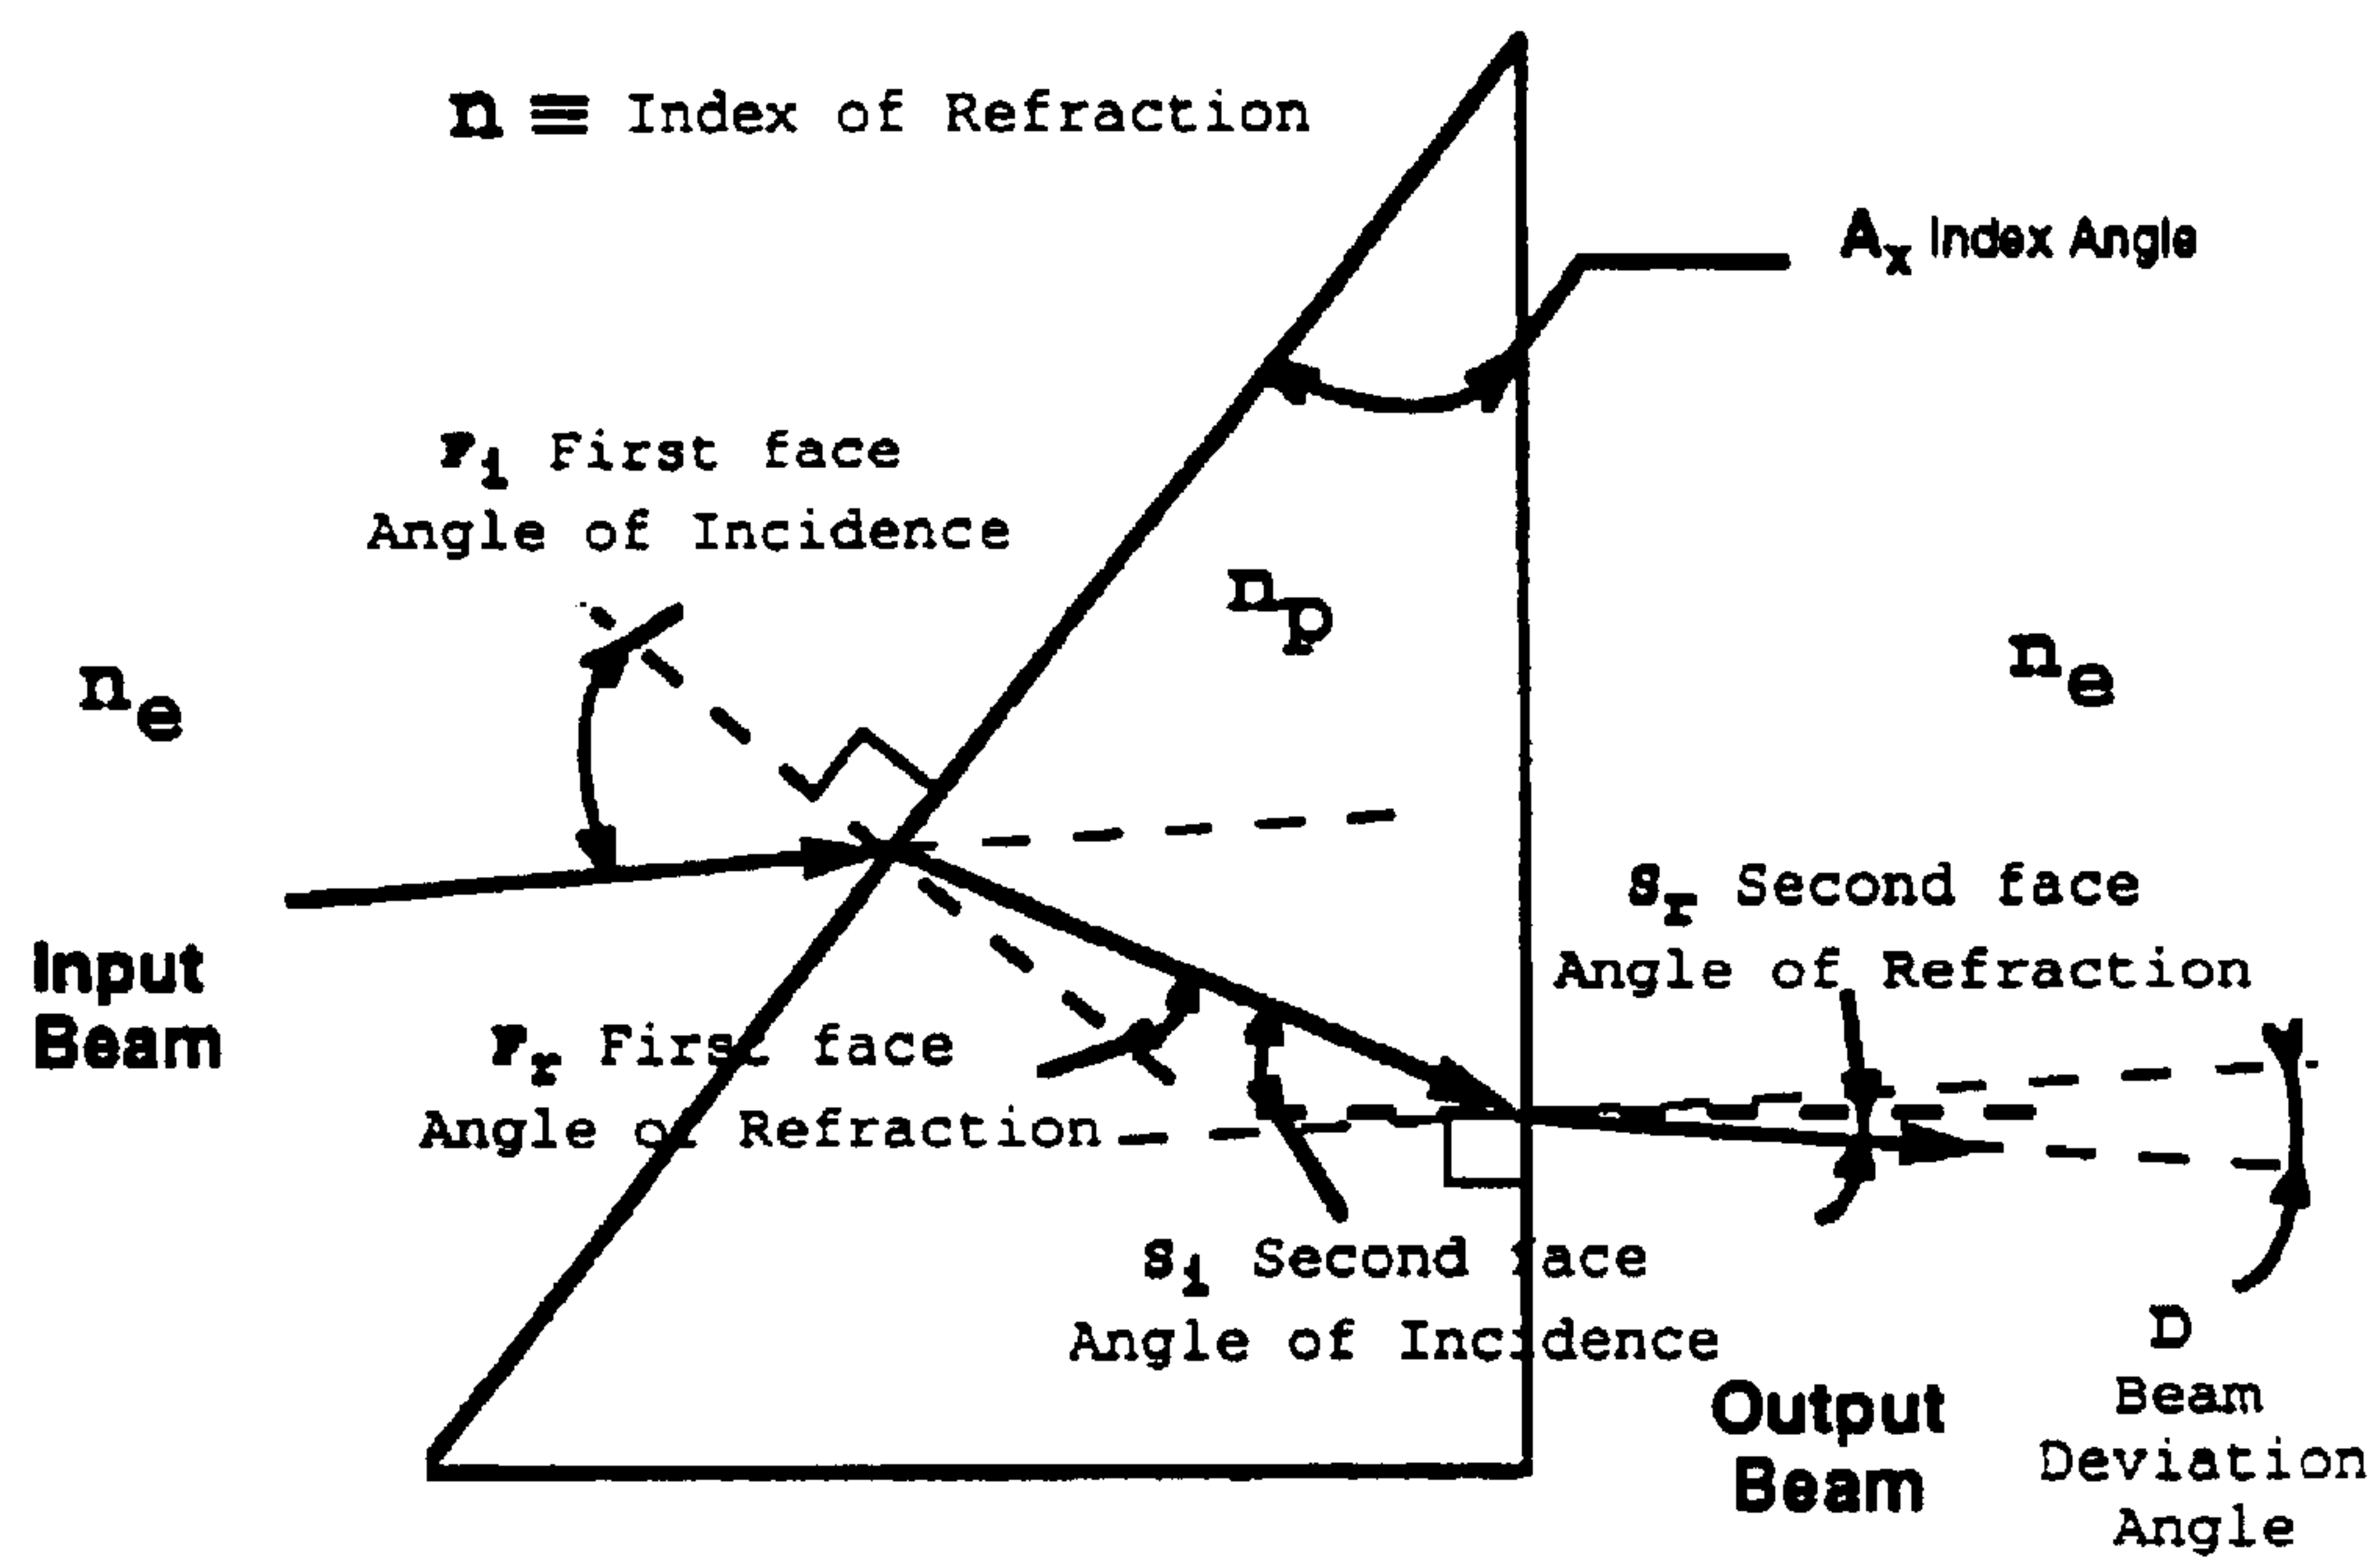 n ≡ Index of Refraction
Aₓ Index Angle
Fᵢ First face
Angle of Incidence
nₚ
nₑ
nₑ
Sᵣ Second face
Angle of Refraction
Input
Beam
Fᵣ First face
Angle of Refraction
Sᵢ Second face
Angle of Incidence
D
Beam
Deviation
Angle
Output
Beam